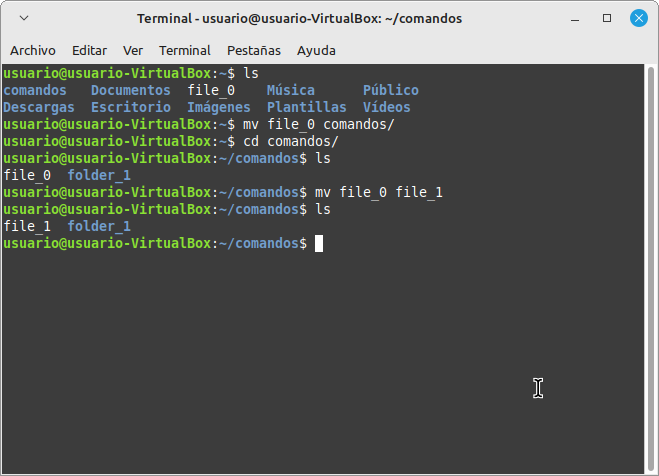 Terminal - usuario@usuario-VirtualBox: ~/comandos
Archivo Editar Ver Terminal Pestañas Ayuda
usuario@usuario-VirtualBox:~$ ls
comandos Documentos file_0 Música Público
Descargas Escritorio Imágenes Plantillas Vídeos
usuario@usuario-VirtualBox:~$ mv file_0 comandos/
usuario@usuario-VirtualBox:~$ cd comandos/
usuario@usuario-VirtualBox:~/comandos$ ls
file_0 folder_1
usuario@usuario-VirtualBox:~/comandos$ mv file_0 file_1
usuario@usuario-VirtualBox:~/comandos$ ls
file_1 folder_1
usuario@usuario-VirtualBox:~/comandos$